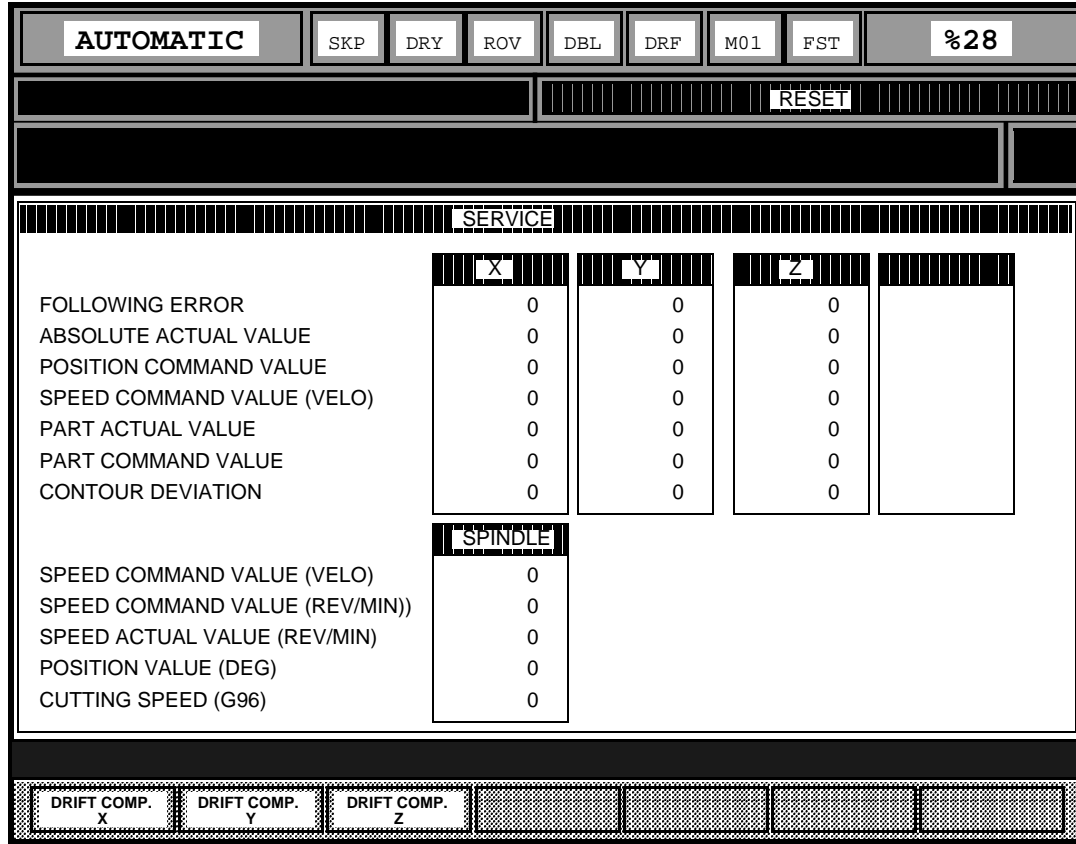 AUTOMATIC SKP DRY ROV DBL DRF M01 FST %28
RESET
SERVICE
X Y Z
FOLLOWING ERROR 0 0 0
ABSOLUTE ACTUAL VALUE 0 0 0
POSITION COMMAND VALUE 0 0 0
SPEED COMMAND VALUE (VELO) 0 0 0
PART ACTUAL VALUE 0 0 0
PART COMMAND VALUE 0 0 0
CONTOUR DEVIATION 0 0 0
SPINDLE
SPEED COMMAND VALUE (VELO) 0
SPEED COMMAND VALUE (REV/MIN)) 0
SPEED ACTUAL VALUE (REV/MIN) 0
POSITION VALUE (DEG) 0
CUTTING SPEED (G96) 0
DRIFT COMP. DRIFT COMP. DRIFT COMP.
X Y Z